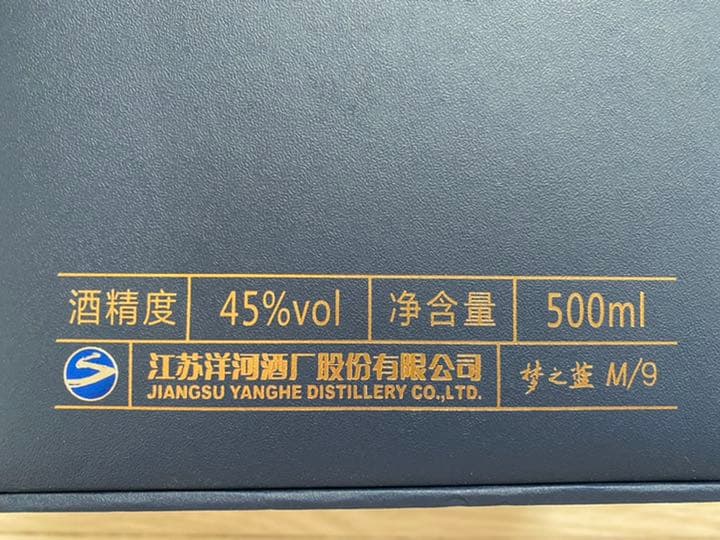 酒精度 45%vol 净含量 500ml
江苏洋河酒厂股份有限公司
JIANGSU YANGHE DISTILLERY CO.,LTD.
梦之蓝 M/9